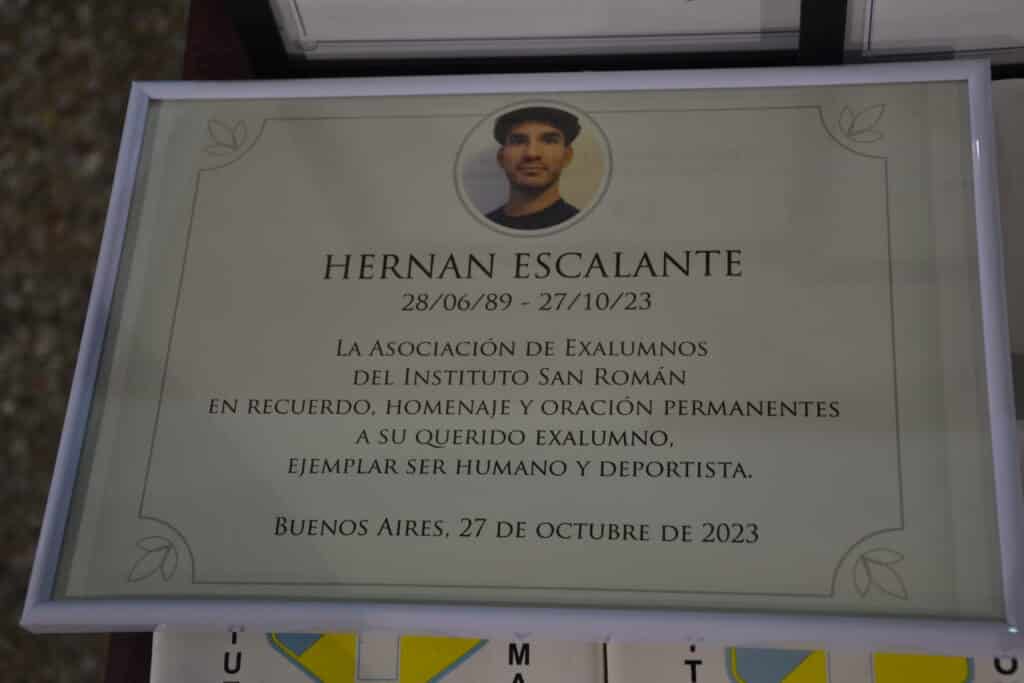 HERNAN ESCALANTE
28/06/89 - 27/10/23
LA ASOCIACIÓN DE EXALUMNOS
DEL INSTITUTO SAN ROMÁN
EN RECUERDO, HOMENAJE Y ORACIÓN PERMANENTES
A SU QUERIDO EXALUMNO,
EJEMPLAR SER HUMANO Y DEPORTISTA.
BUENOS AIRES, 27 DE OCTUBRE DE 2023